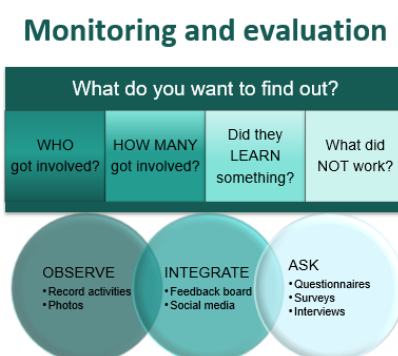 Monitoring and evaluation
What do you want to find out?
WHO
got involved?
HOW MANY
got involved?
Did they
LEARN
something?
What did
NOT work?
OBSERVE
• Record activities
• Photos
INTEGRATE
• Feedback board
• Social media
ASK
• Questionnaires
• Surveys
• Interviews